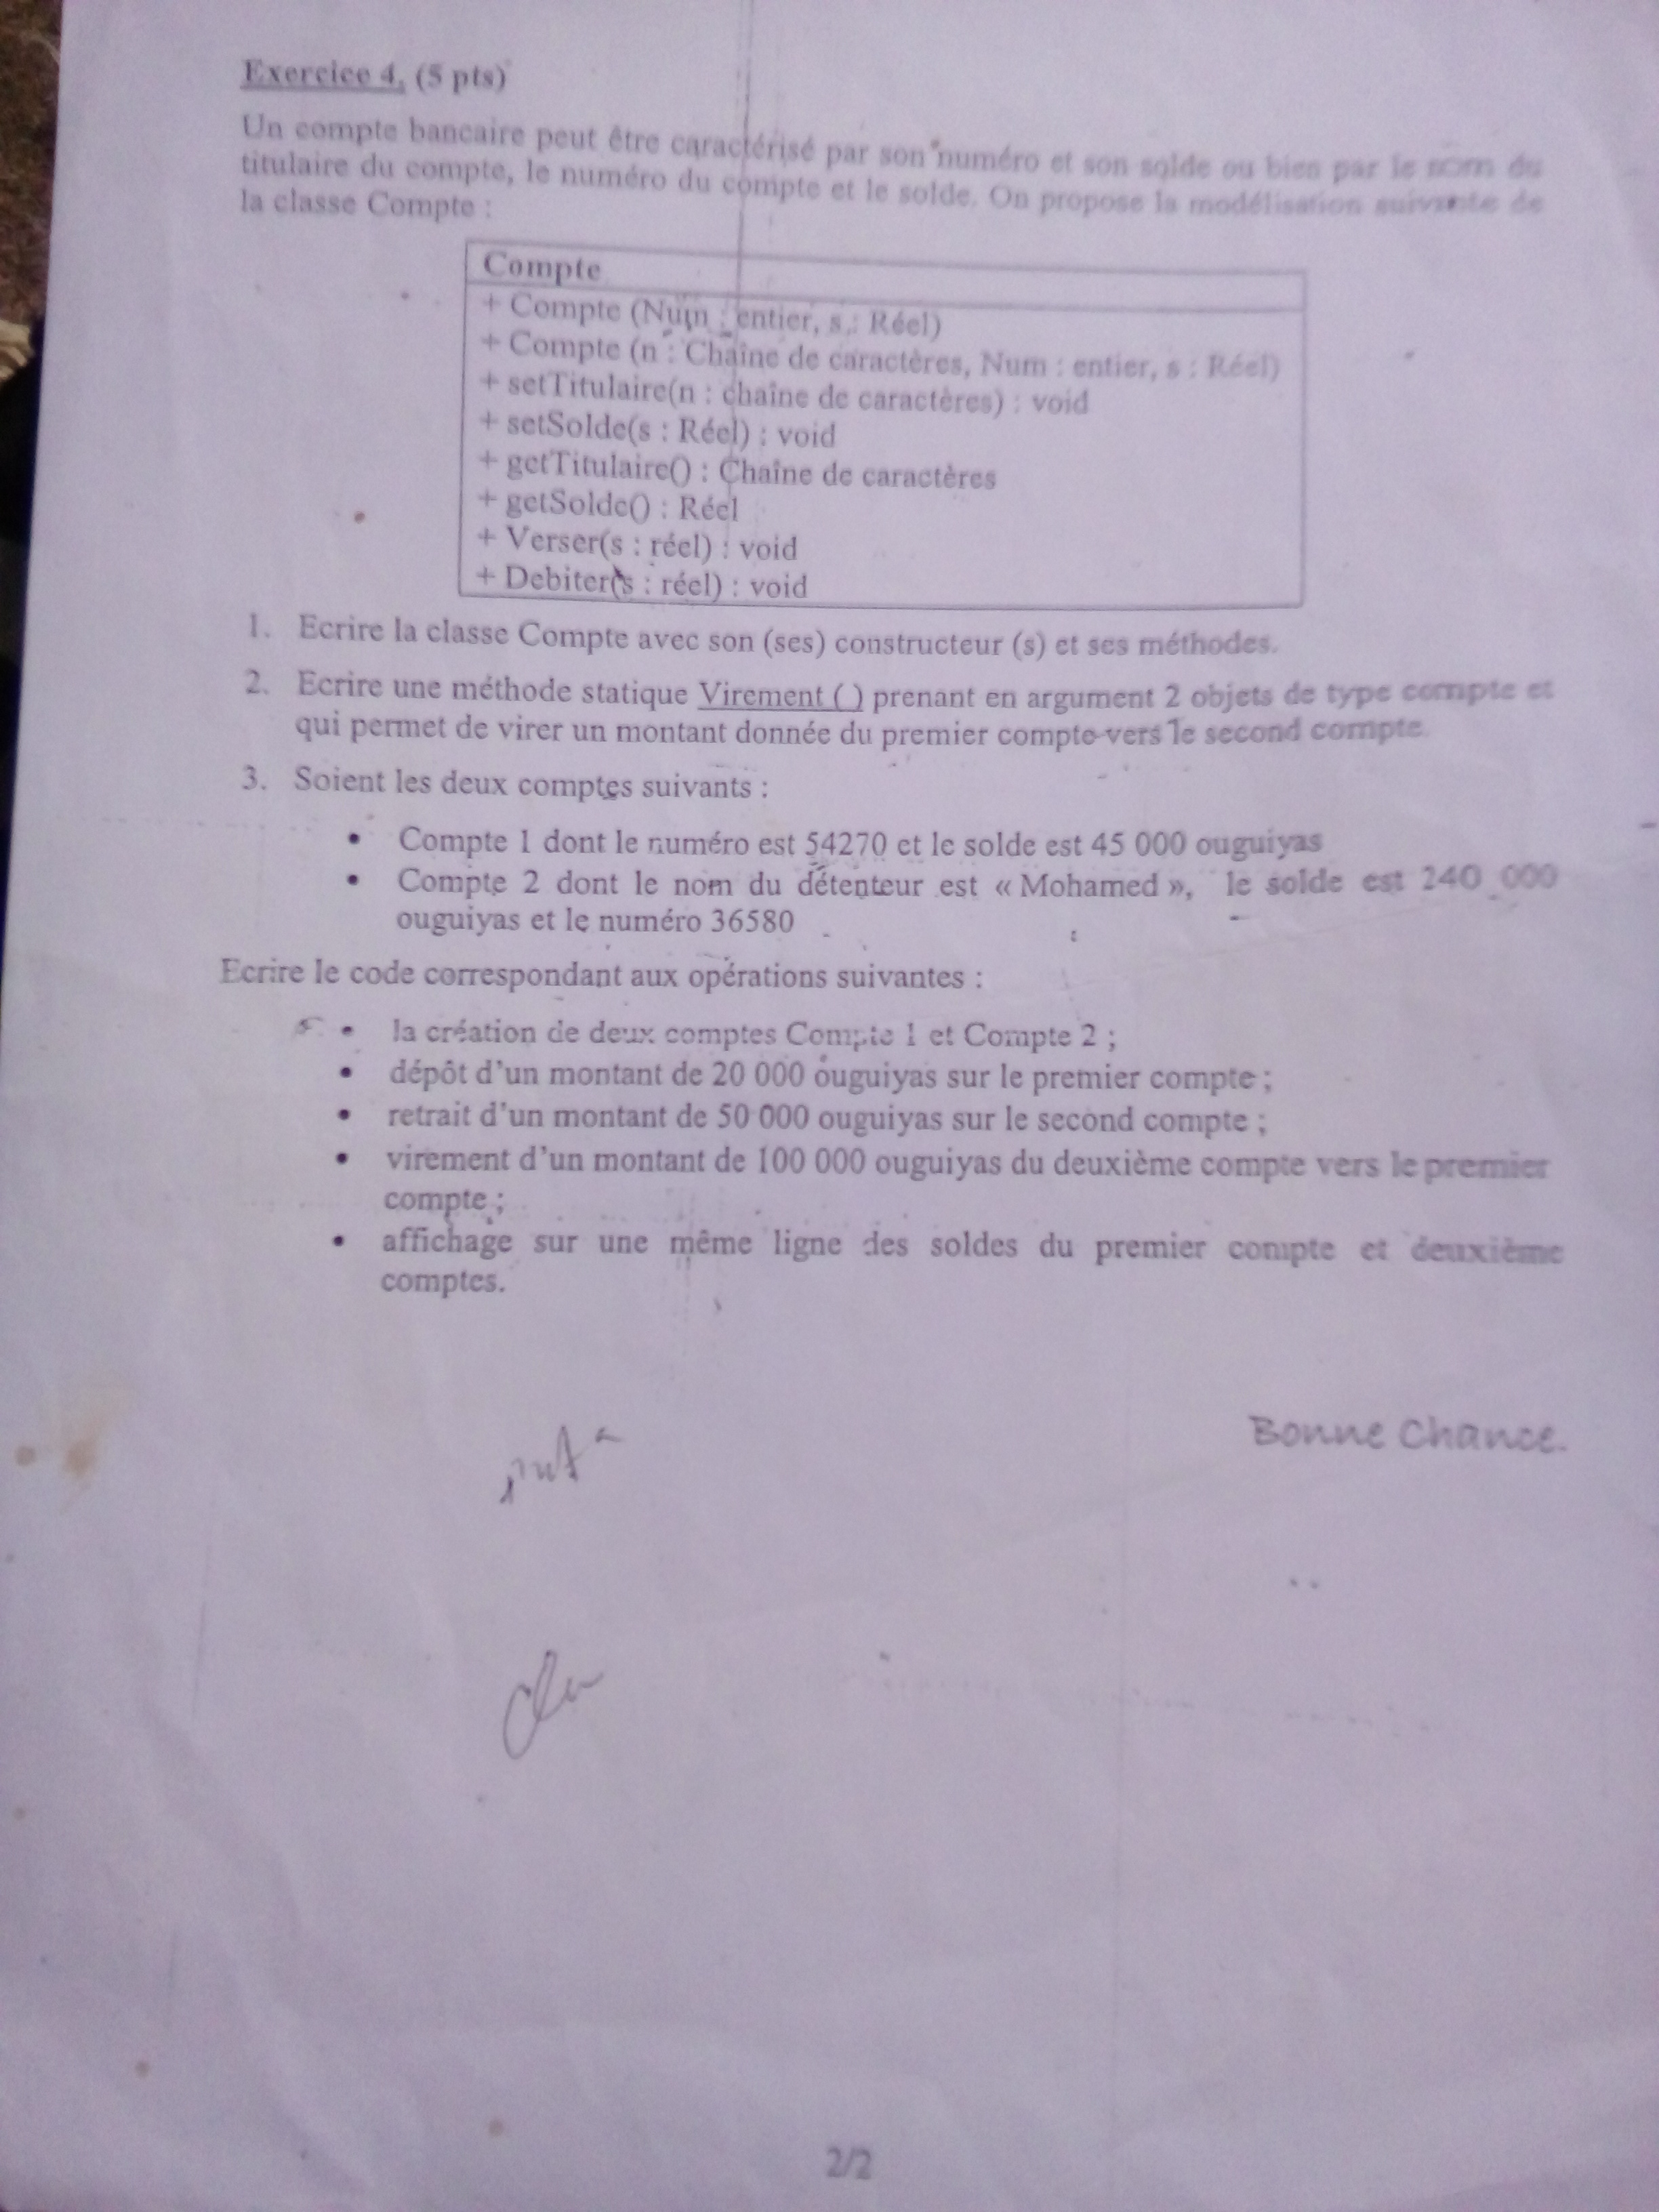 Exercice 4, (5 pts)
Un compte bancaire peut être caractérisé par son numéro et son solde ou bien par le nom du
titulaire du compte, le numéro du compte et le solde. On propose la modélisation suivante de
la classe Compte :
Compte
+ Compte (Num : entier, s : Réel)
+ Compte (n : Chaîne de caractères, Num : entier, s : Réel)
+ setTitulaire(n : chaîne de caractères) : void
+ setSolde(s : Réel) : void
+ getTitulaire() : Chaîne de caractères
+ getSolde() : Réel
+ Verser(s : réel) : void
+ Debiter(s : réel) : void
1. Ecrire la classe Compte avec son (ses) constructeur (s) et ses méthodes.
2. Ecrire une méthode statique Virement ( ) prenant en argument 2 objets de type compte et
qui permet de virer un montant donnée du premier compte vers le second compte.
3. Soient les deux comptes suivants :
• Compte 1 dont le numéro est 54270 et le solde est 45 000 ouguiyas
• Compte 2 dont le nom du détenteur est « Mohamed », le solde est 240 000
ouguiyas et le numéro 36580
Ecrire le code correspondant aux opérations suivantes :
• la création de deux comptes Compte 1 et Compte 2 ;
• dépôt d'un montant de 20 000 ouguiyas sur le premier compte ;
• retrait d'un montant de 50 000 ouguiyas sur le second compte ;
• virement d'un montant de 100 000 ouguiyas du deuxième compte vers le premier
compte ;
• affichage sur une même ligne des soldes du premier compte et deuxième
comptes.
Bonne Chance.
2/2